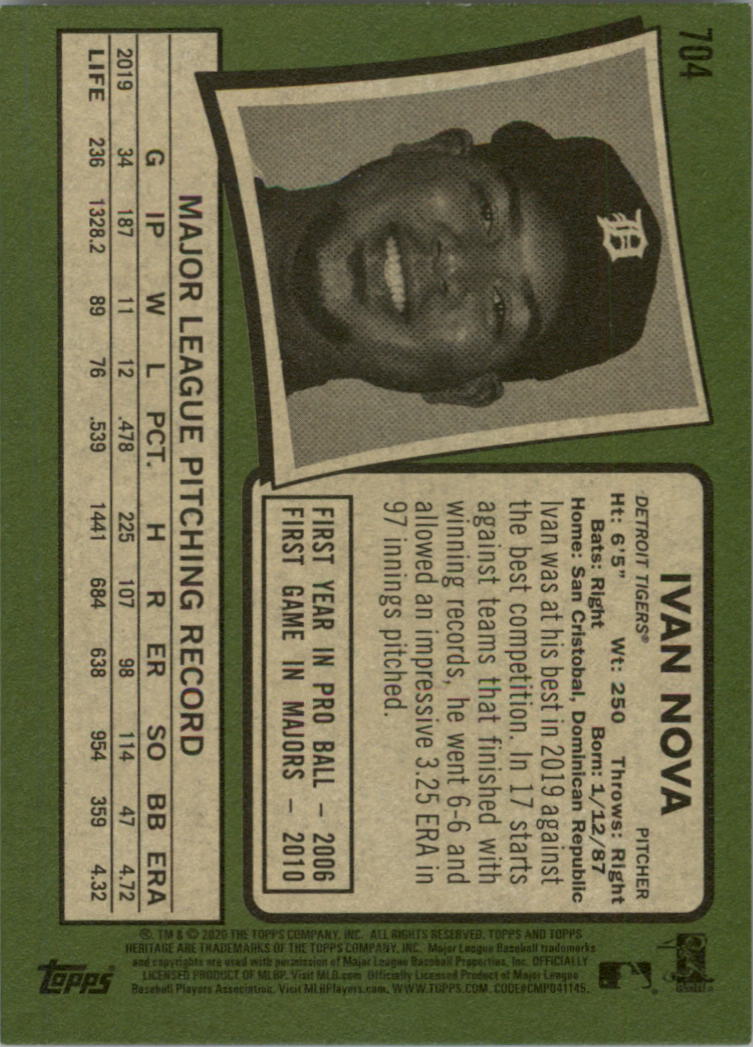 704
IVAN NOVA
DETROIT TIGERS® PITCHER
Ht: 6'5" Wt: 250 Throws: Right
Bats: Right Born: 1/12/87
Home: San Cristobal, Dominican Republic
Ivan was at his best in 2019 against
the best competition. In 17 starts
against teams that finished with
winning records, he went 6-6 and
allowed an impressive 3.25 ERA in
97 innings pitched.
FIRST YEAR IN PRO BALL – 2006
FIRST GAME IN MAJORS – 2010
MAJOR LEAGUE PITCHING RECORD
G IP W L PCT. H R ER SO BB ERA
2019 34 187 11 12 .478 225 107 98 114 47 4.72
LIFE 236 1328.2 89 76 .539 1441 684 638 954 359 4.32
®, TM & © 2020 THE TOPPS COMPANY, INC. ALL RIGHTS RESERVED. TOPPS AND TOPPS
HERITAGE ARE TRADEMARKS OF THE TOPPS COMPANY, INC. Major League Baseball trademarks
and copyrights are used with permission of Major League Baseball Properties, Inc. OFFICIALLY
LICENSED PRODUCT OF MLBP. Visit MLB.com Officially Licensed Product of Major League
Baseball Players Association. Visit MLBPlayers.com. WWW.TOPPS.COM. CODE#CMP041145.
topps